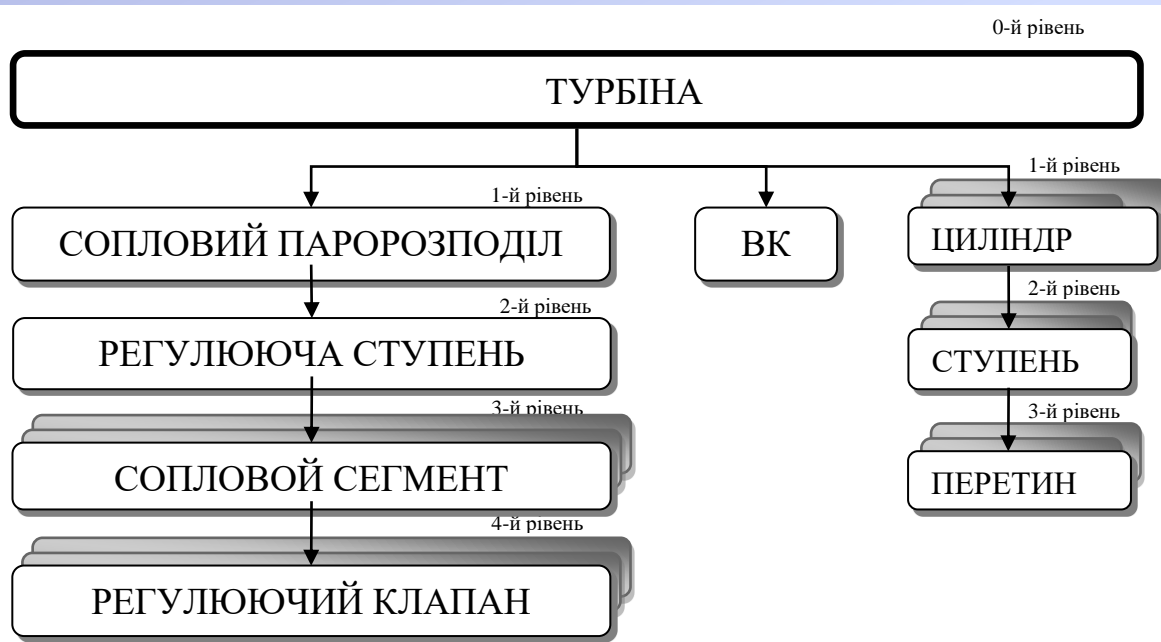 0-й рівень
ТУРБІНА
1-й рівень
1-й рівень
СОПЛОВИЙ ПАРОРОЗПОДІЛ
ВК
ЦИЛІНДР
2-й рівень
2-й рівень
РЕГУЛЮЮЧА СТУПЕНЬ
СТУПЕНЬ
3-й рівень
3-й рівень
СОПЛОВОЙ СЕГМЕНТ
ПЕРЕТИН
4-й рівень
РЕГУЛЮЮЧИЙ КЛАПАН